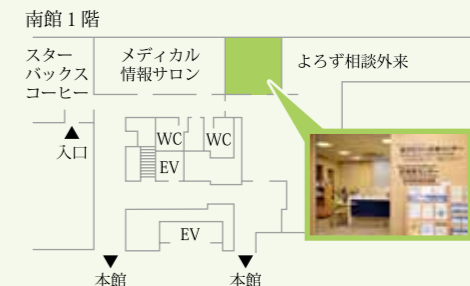 南館 1 階
スター
バックス
コーヒー
メディカル
情報サロン
よろず相談外来
入口
WC
WC
EV
EV
本館
本館